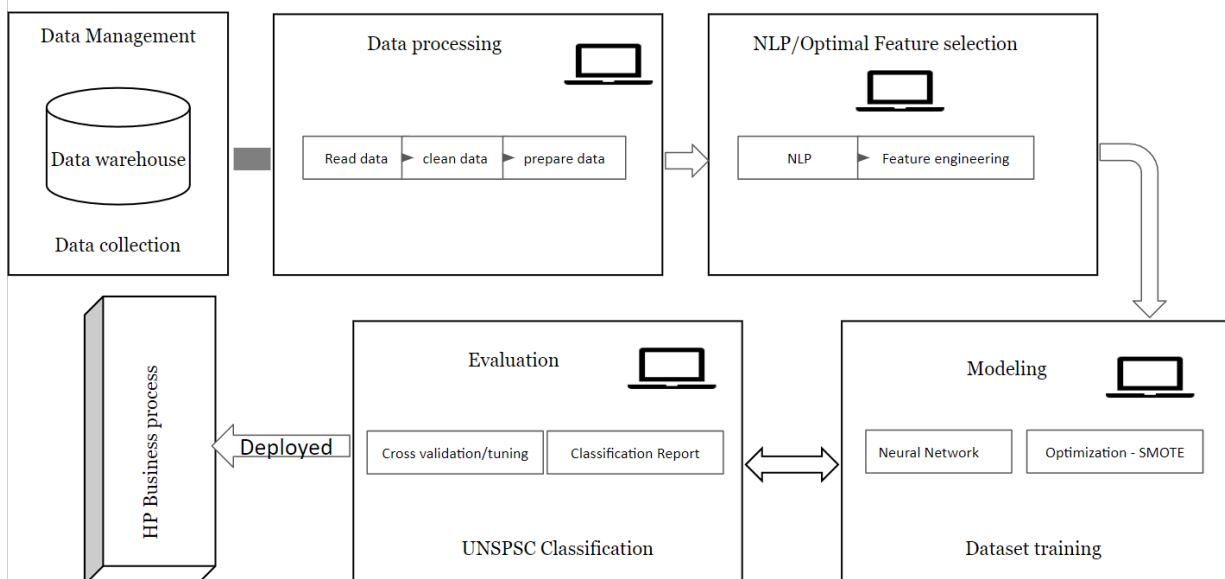 Data Management
Data warehouse
Data collection
Data processing
Read data
clean data
prepare data
NLP/Optimal Feature selection
NLP
Feature engineering
Modeling
Neural Network
Optimization - SMOTE
Dataset training
Evaluation
Cross validation/tuning
Classification Report
UNSPSC Classification
Deployed
HP Business process